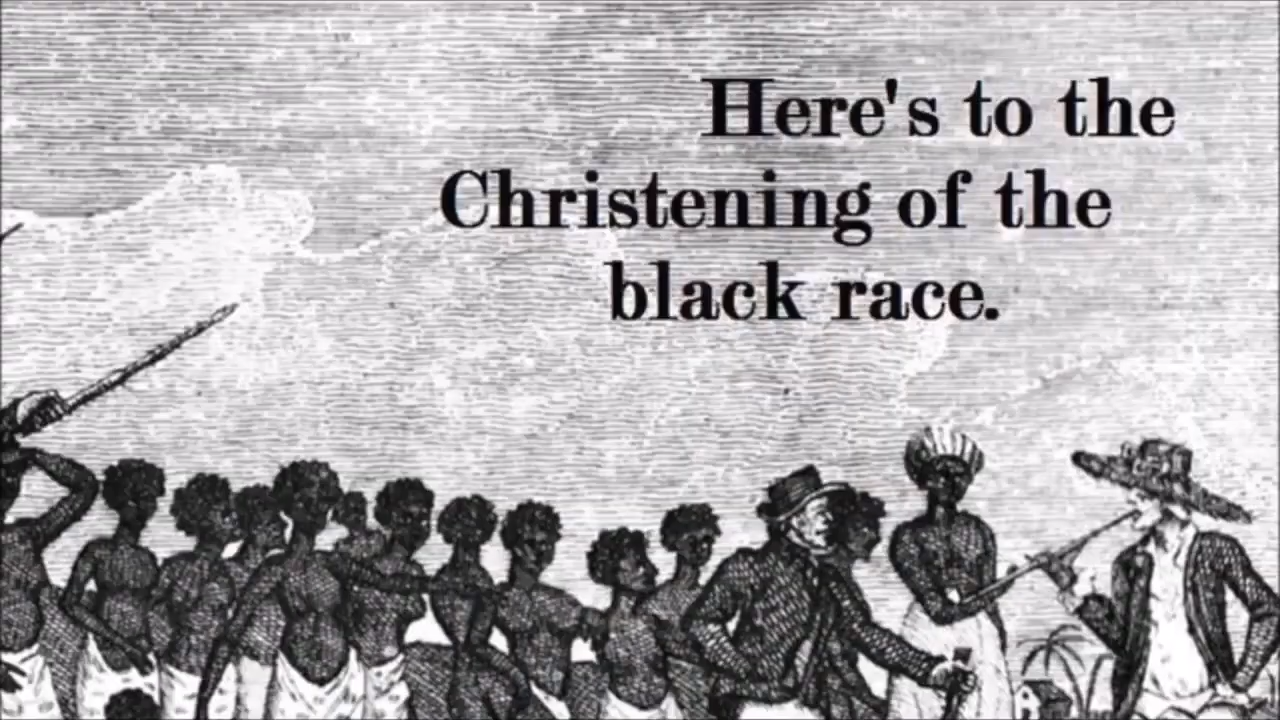 Here's to the
Christening of the
black race.